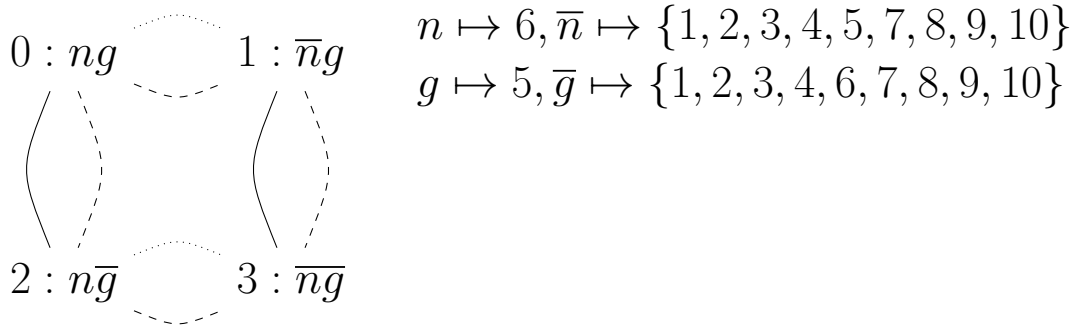 0 : ng
1 : n̅g
n ↦ 6, n̅ ↦ {1, 2, 3, 4, 5, 7, 8, 9, 10}
g ↦ 5, g̅ ↦ {1, 2, 3, 4, 6, 7, 8, 9, 10}
2 : ng̅
3 : n̅g̅